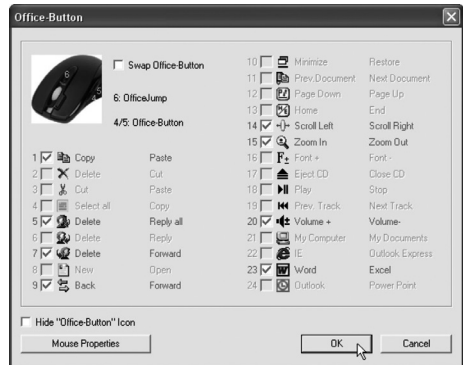 Office-Button
6
4
5
Swap Office-Button
6: OfficeJump
4/5: Office-Button
1 Copy Paste
2 Delete Cut
3 Cut Paste
4 Select all Copy
5 Delete Reply all
6 Delete Reply
7 Delete Forward
8 New Open
9 Back Forward
10 Minimize Restore
11 Prev.Document Next Document
12 Page Down Page Up
13 Home End
14 Scroll Left Scroll Right
15 Zoom In Zoom Out
16 F± Font + Font -
17 Eject CD Close CD
18 Play Stop
19 Prev. Track Next Track
20 Volume + Volume-
21 My Computer My Documents
22 IE Outlook Express
23 W Word Excel
24 Outlook Power Point
Hide "Office-Button" Icon
Mouse Properties OK Cancel